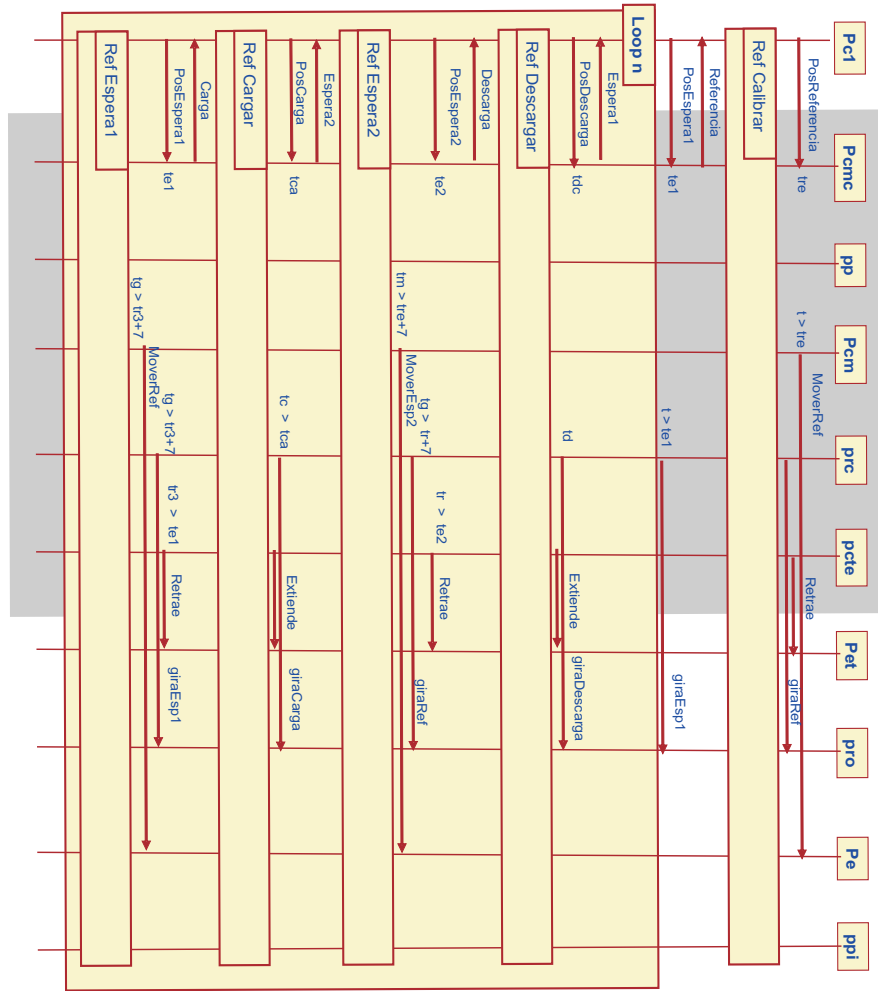 Pc1
Pcmc
pp
Pcm
prc
pcte
Pet
pro
Pe
ppi
PosReferencia
tre
t > tre
MoverRef
Retrae
giraRef
Ref Calibrar
Referencia
PosEspera1
te1
t > te1
giraEsp1
Loop n
Espera1
PosDescarga
tdc
td
Extiende
giraDescarga
Ref Descargar
Descarga
PosEspera2
te2
tr > te2
Retrae
tg > tr+7
giraRef
tm > tre+7
MoverEsp2
Ref Espera2
Espera2
PosCarga
tca
tc > tca
Extiende
giraCarga
Ref Cargar
Carga
PosEspera1
te1
tr3 > te1
Retrae
tg > tr3+7
giraEsp1
tg > tr3+7
MoverRef
Ref Espera1